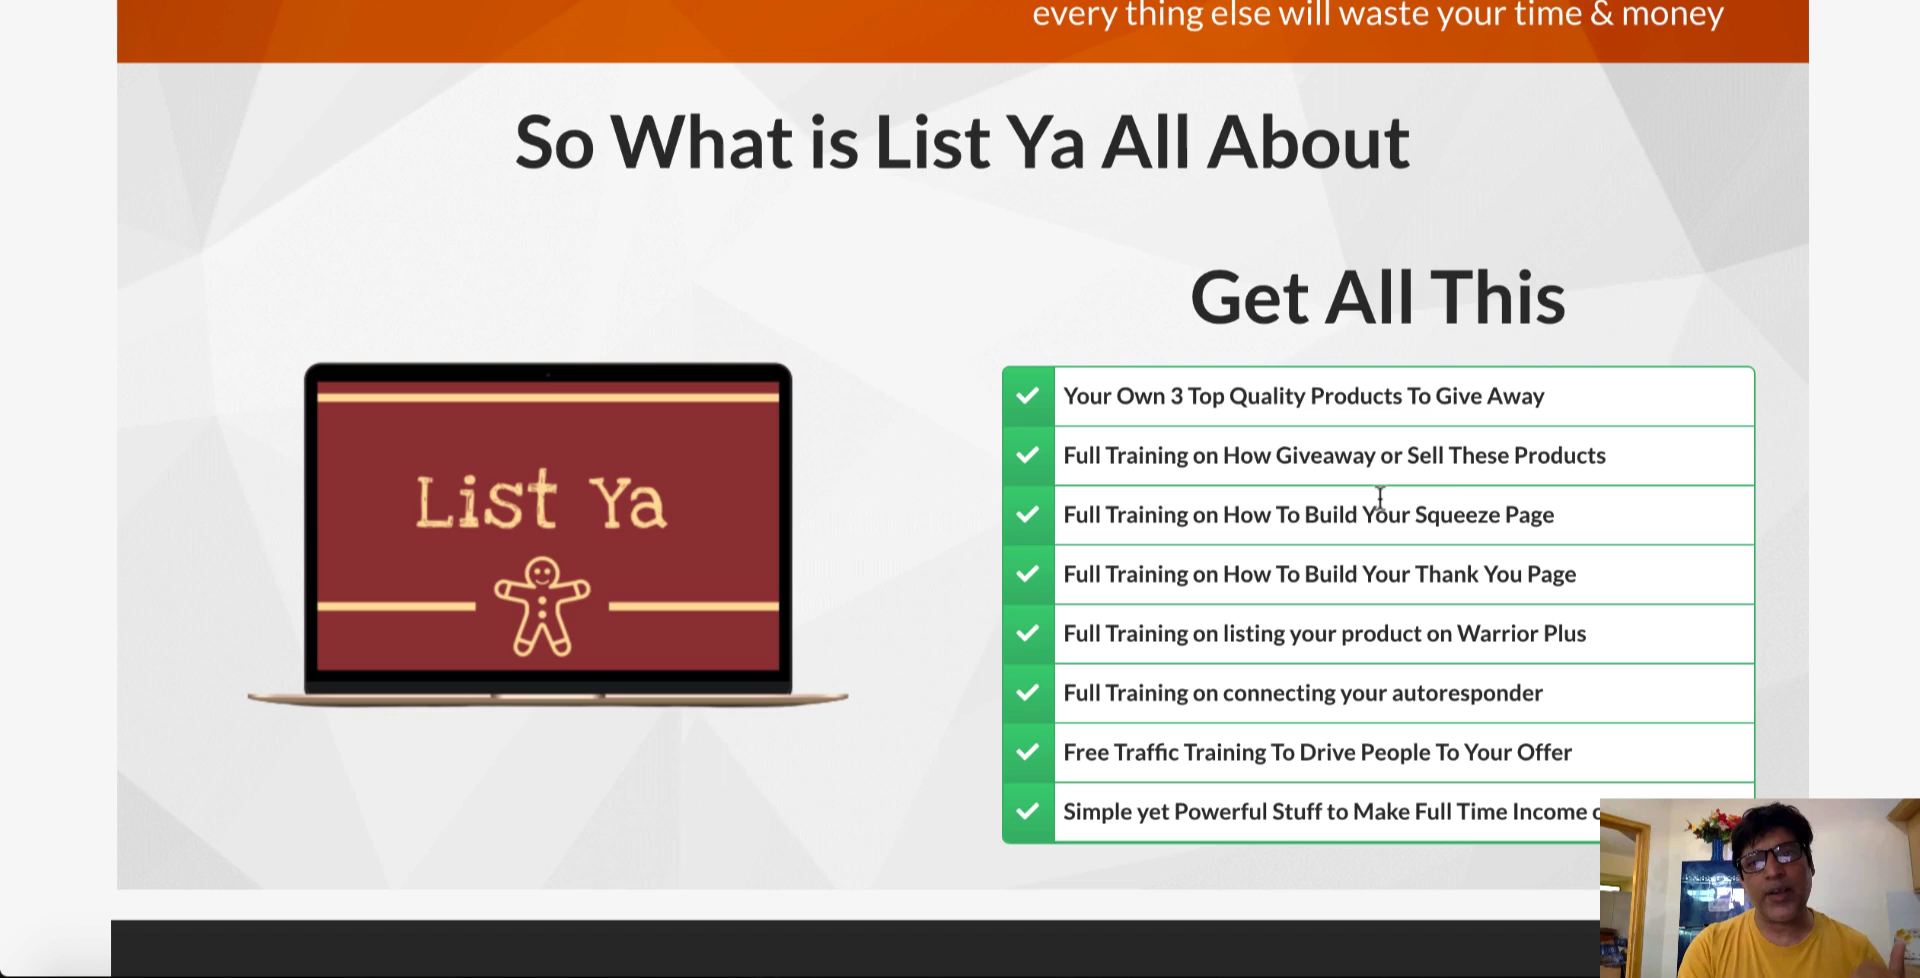 every thing else will waste your time & money
So What is List Ya All About
Get All This
List Ya
Your Own 3 Top Quality Products To Give Away
Full Training on How Giveaway or Sell These Products
Full Training on How To Build Your Squeeze Page
Full Training on How To Build Your Thank You Page
Full Training on listing your product on Warrior Plus
Full Training on connecting your autoresponder
Free Traffic Training To Drive People To Your Offer
Simple yet Powerful Stuff to Make Full Time Income